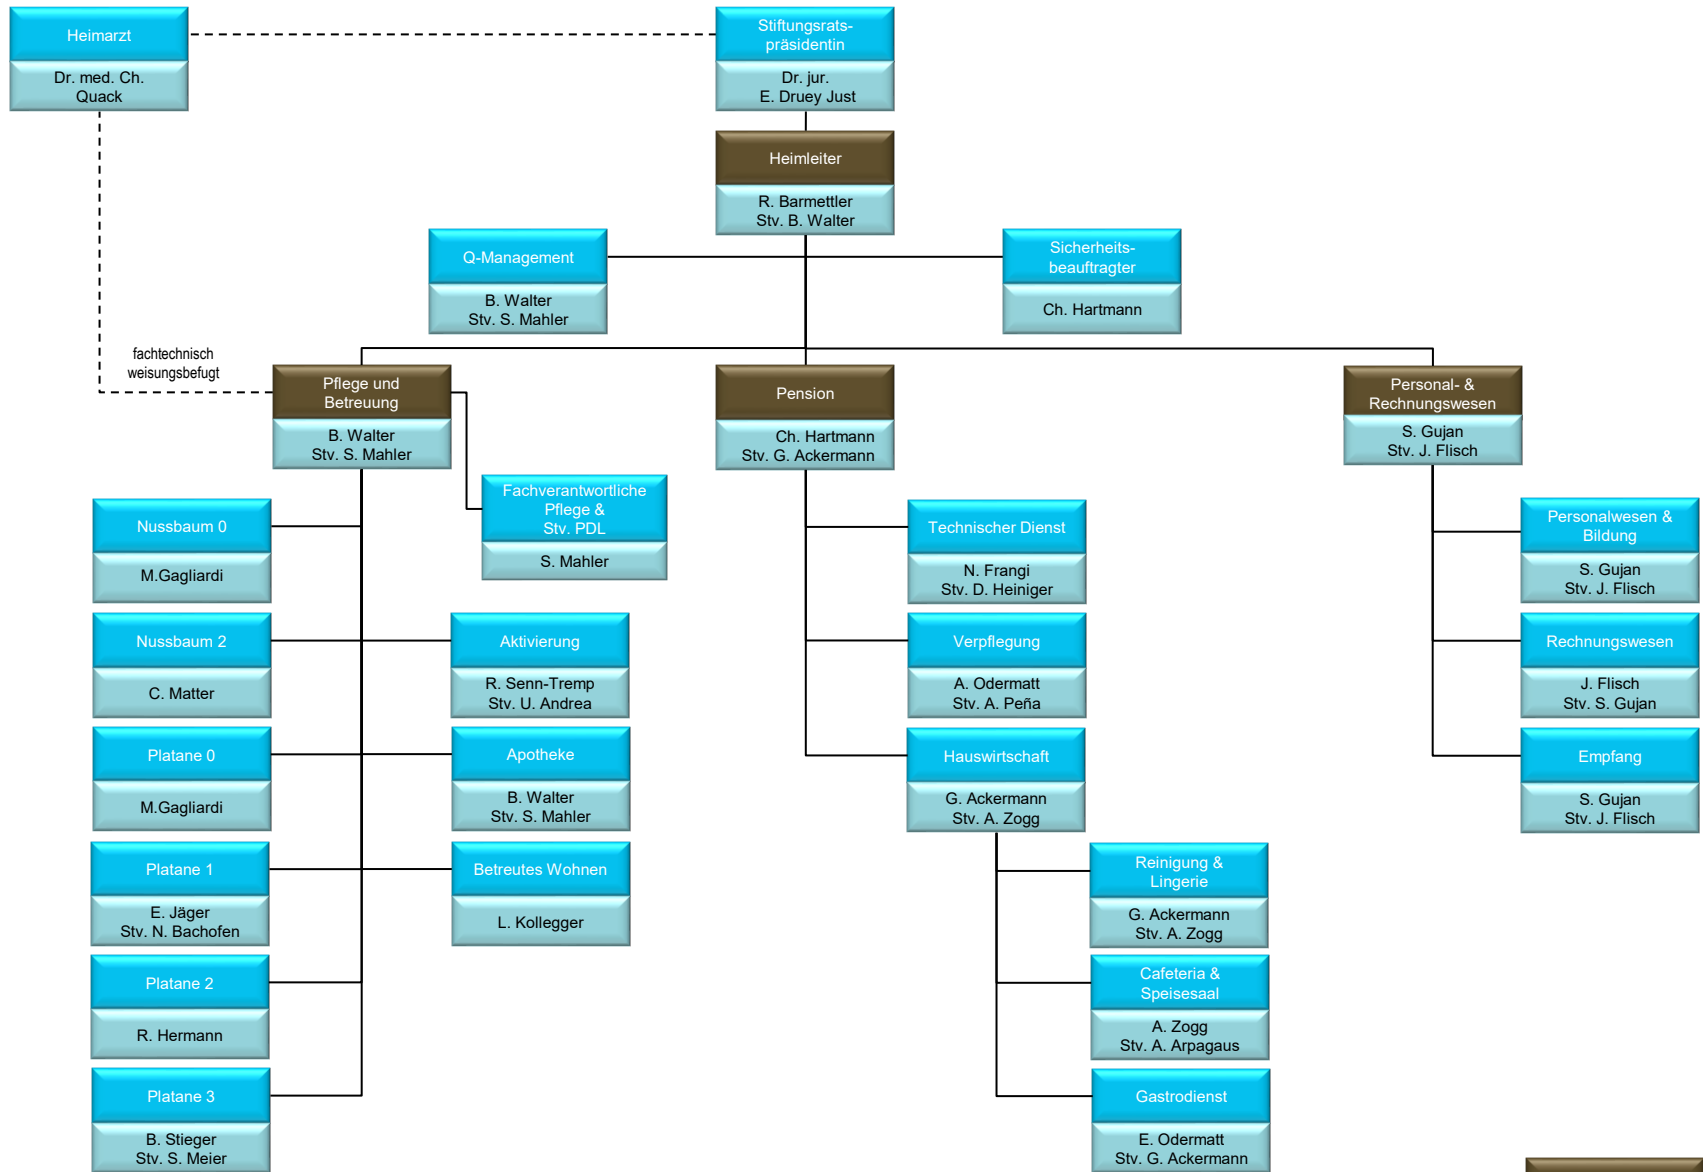 Heimarzt
Dr. med. Ch.
Quack
Stiftungsrats-
präsidentin
Dr. jur.
E. Druey Just
Heimleiter
R. Barmettler
Stv. B. Walter
Q-Management
B. Walter
Stv. S. Mahler
Sicherheits-
beauftragter
Ch. Hartmann
fachtechnisch
weisungsbefugt
Pflege und
Betreuung
B. Walter
Stv. S. Mahler
Pension
Ch. Hartmann
Stv. G. Ackermann
Personal- &
Rechnungswesen
S. Gujan
Stv. J. Flisch
Fachverantwortliche
Pflege &
Stv. PDL
S. Mahler
Nussbaum 0
M.Gagliardi
Nussbaum 2
C. Matter
Platane 0
M.Gagliardi
Platane 1
E. Jäger
Stv. N. Bachofen
Platane 2
R. Hermann
Platane 3
B. Stieger
Stv. S. Meier
Aktivierung
R. Senn-Tremp
Stv. U. Andrea
Apotheke
B. Walter
Stv. S. Mahler
Betreutes Wohnen
L. Kollegger
Technischer Dienst
N. Frangi
Stv. D. Heiniger
Verpflegung
A. Odermatt
Stv. A. Peña
Hauswirtschaft
G. Ackermann
Stv. A. Zogg
Reinigung &
Lingerie
G. Ackermann
Stv. A. Zogg
Cafeteria &
Speisesaal
A. Zogg
Stv. A. Arpagaus
Gastrodienst
E. Odermatt
Stv. G. Ackermann
Personalwesen &
Bildung
S. Gujan
Stv. J. Flisch
Rechnungswesen
J. Flisch
Stv. S. Gujan
Empfang
S. Gujan
Stv. J. Flisch